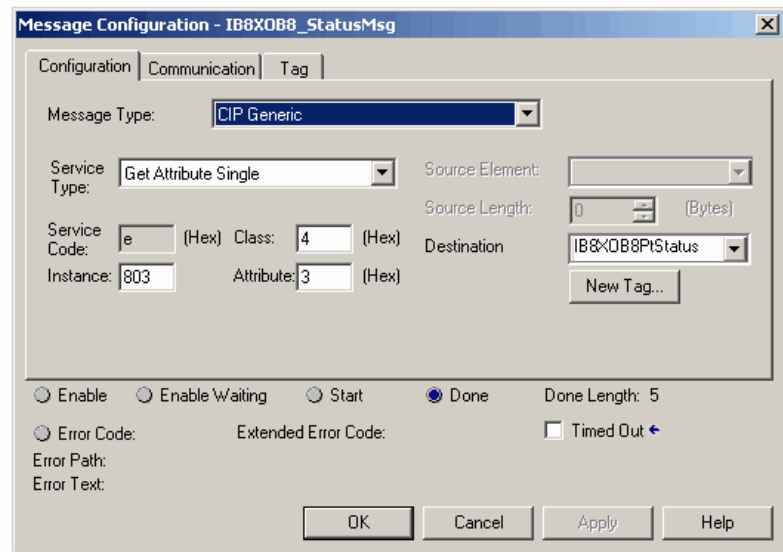 Message Configuration - IB8XOB8_StatusMsg
Configuration Communication Tag
Message Type: CIP Generic
Service Type: Get Attribute Single Source Element:
Source Length: 0 (Bytes)
Service Code: e (Hex) Class: 4 (Hex) Destination IB8XOB8PtStatus
Instance: 803 Attribute: 3 (Hex) New Tag...
Enable Enable Waiting Start Done Done Length: 5
Error Code: Extended Error Code: Timed Out
Error Path:
Error Text:
OK Cancel Apply Help